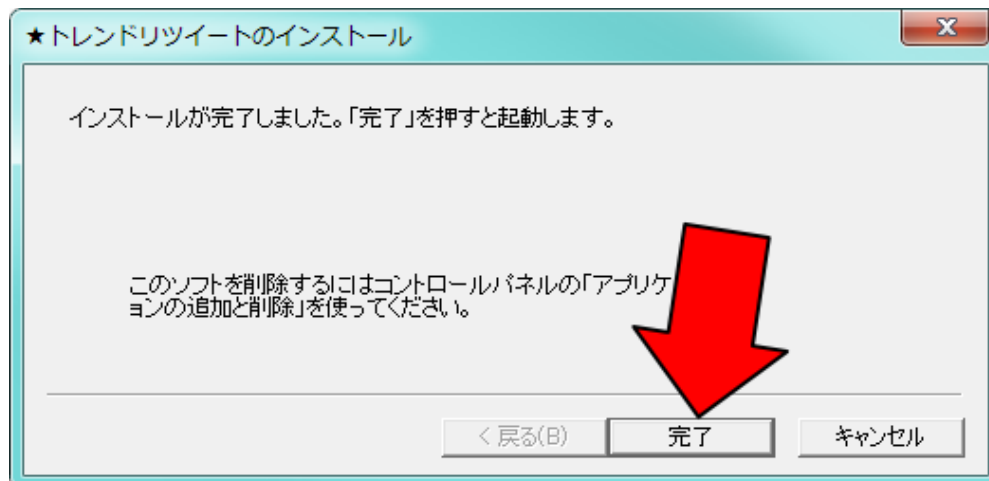 ★トレンドリツイートのインストール
X
インストールが完了しました。「完了」を押すと起動します。
このソフトを削除するにはコントロールパネルの「アプリケ
ョンの追加と削除」を使ってください。
< 戻る(B)
完了
キャンセル